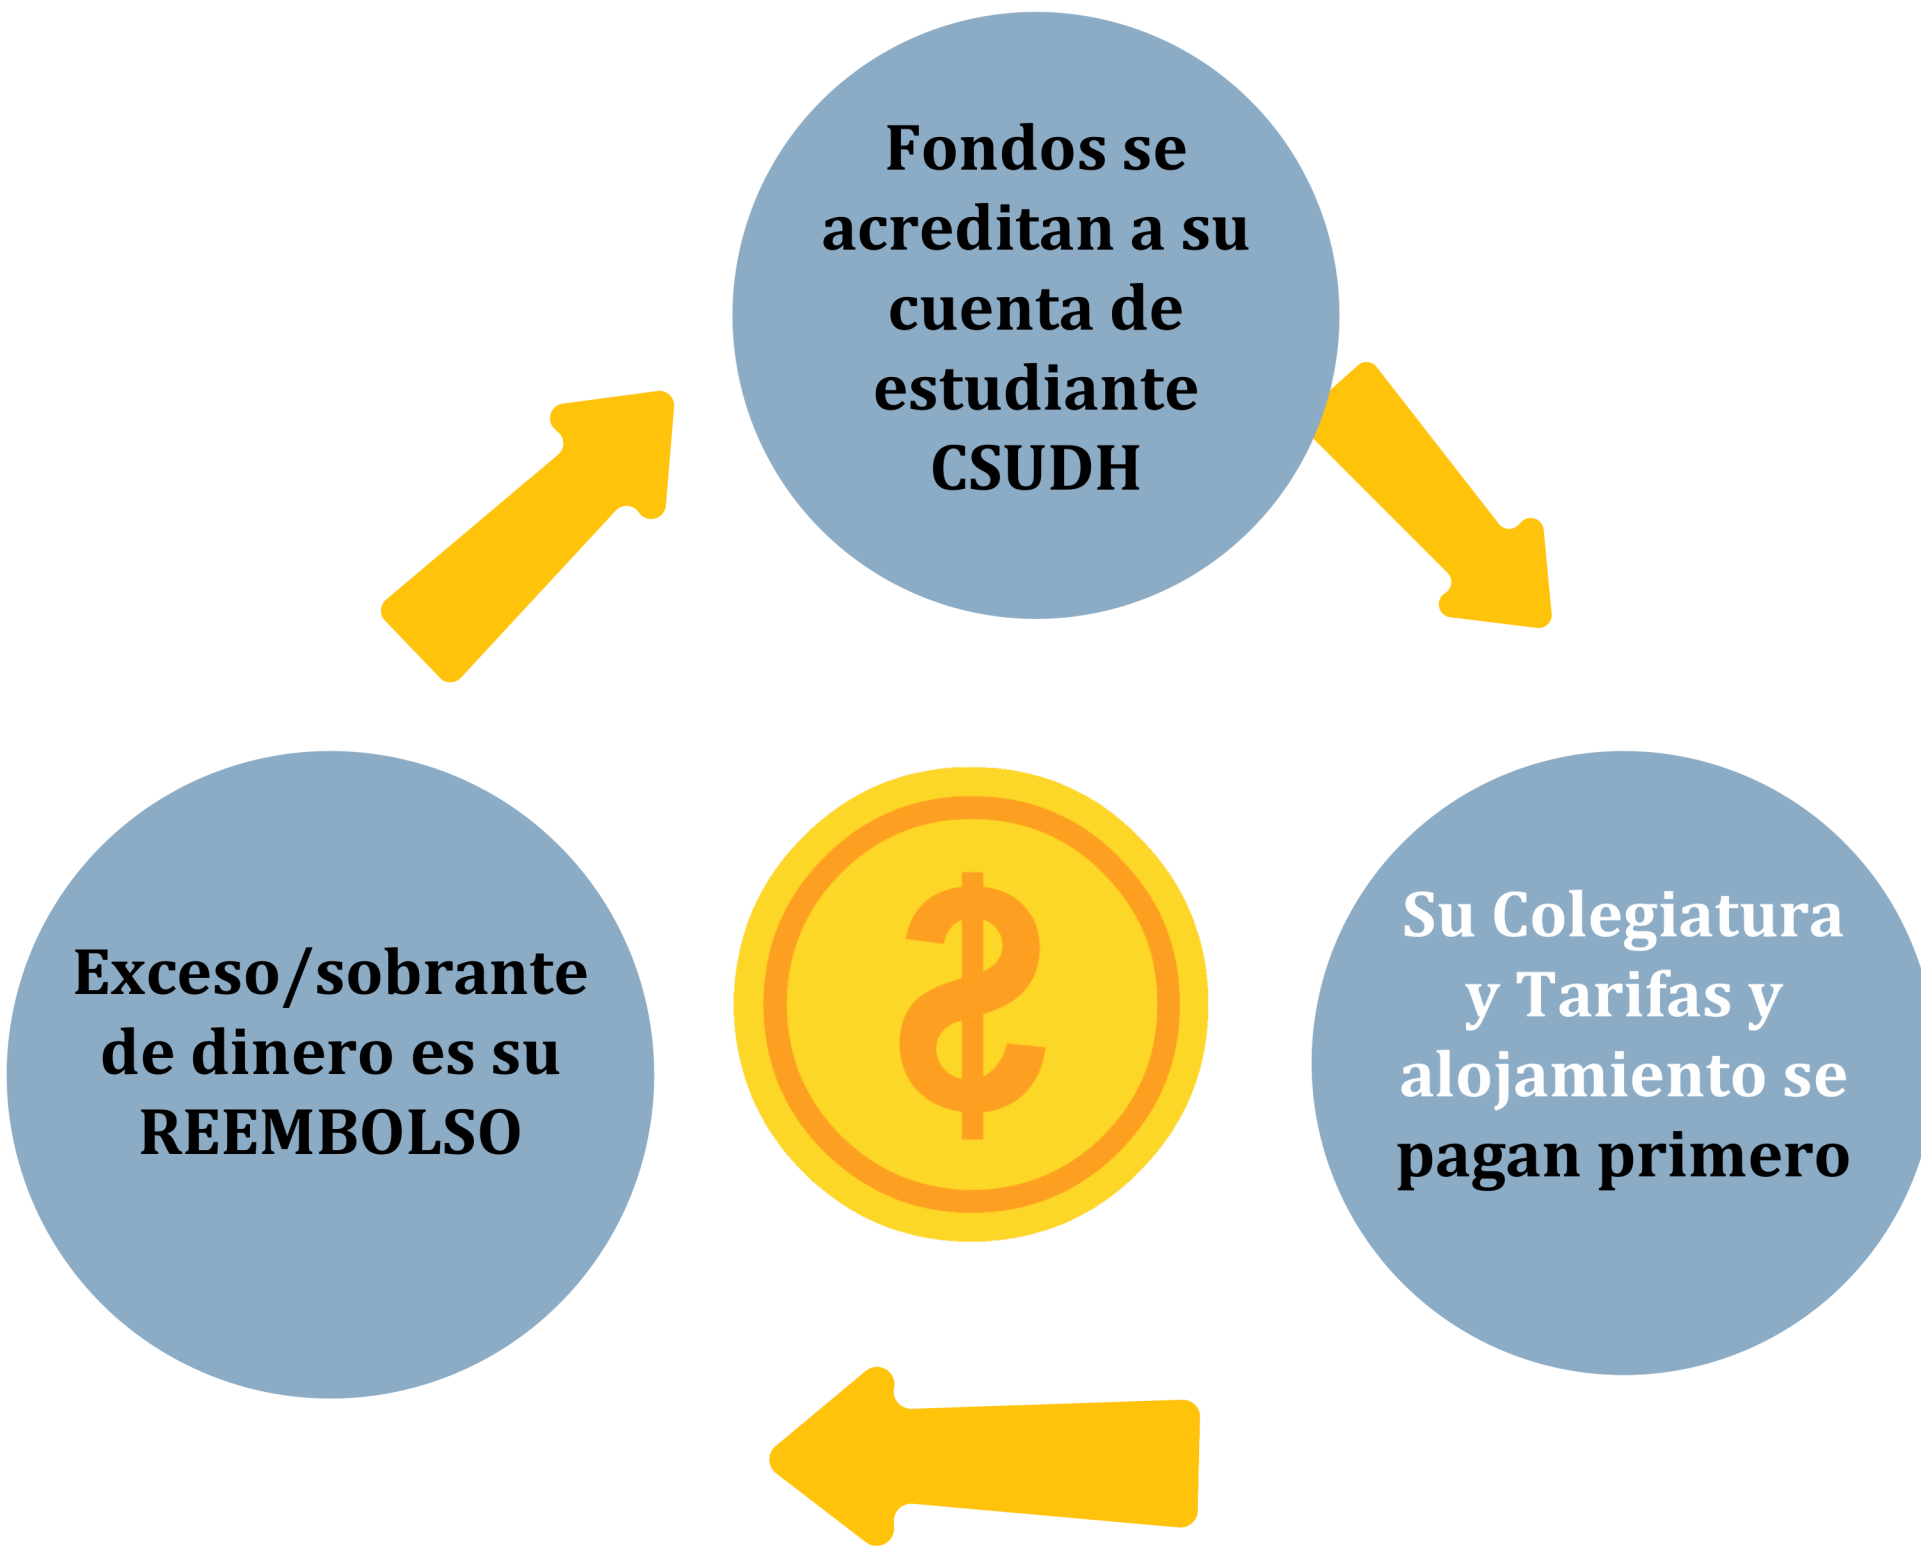 Fondos se
acreditan a su
cuenta de
estudiante
CSUDH
Su Colegiatura
y Tarifas y
alojamiento se
pagan primero
Exceso/sobrante
de dinero es su
REEMBOLSO